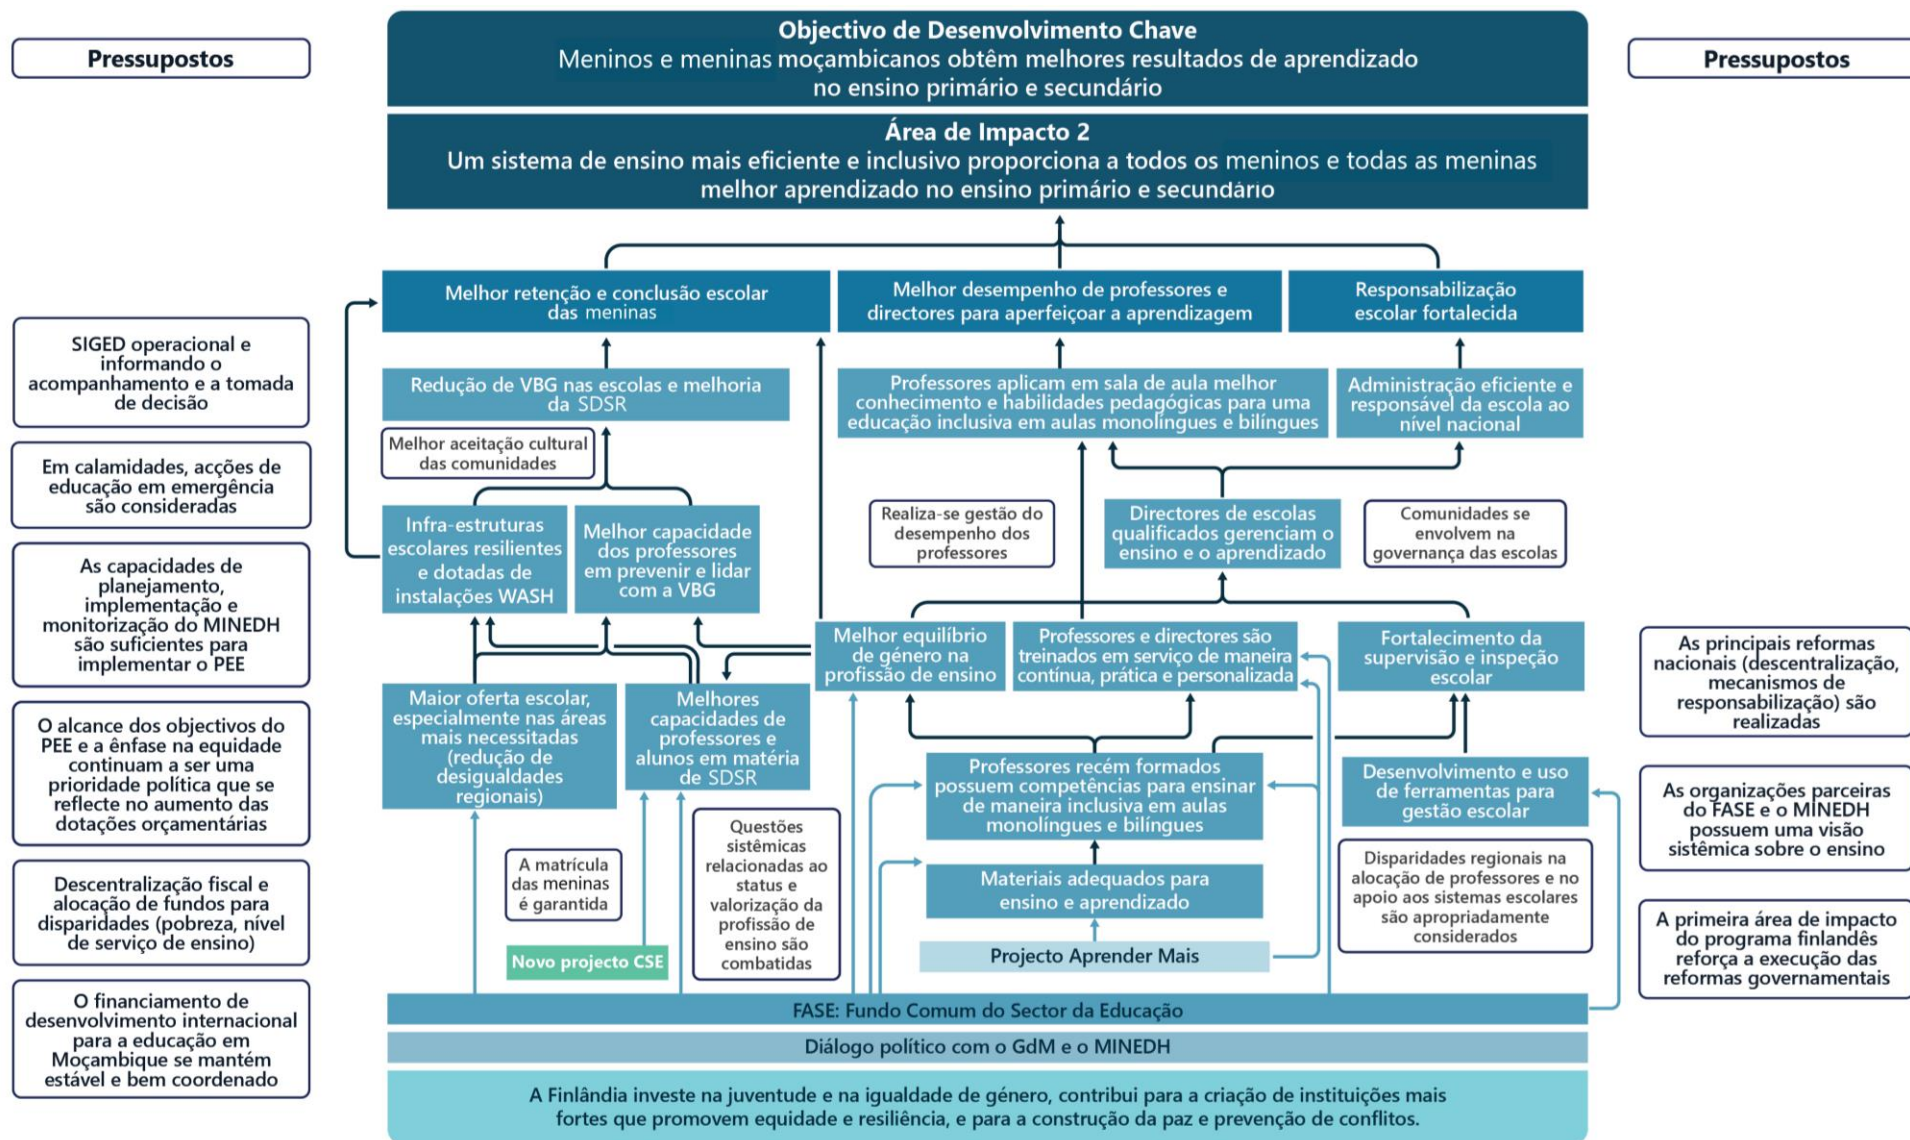 Objectivo de Desenvolvimento Chave
Meninos e meninas moçambicanos obtêm melhores resultados de aprendizado
no ensino primário e secundário
Pressupostos
Pressupostos
Área de Impacto 2
Um sistema de ensino mais eficiente e inclusivo proporciona a todos os meninos e todas as meninas
melhor aprendizado no ensino primário e secundário
Melhor retenção e conclusão escolar
das meninas
Melhor desempenho de professores e
directores para aperfeiçoar a aprendizagem
Responsabilização
escolar fortalecida
SIGED operacional e
informando o
acompanhamento e a tomada
de decisão
Redução de VBG nas escolas e melhoria
da SDSR
Professores aplicam em sala de aula melhor
conhecimento e habilidades pedagógicas para uma
educação inclusiva em aulas monolíngues e bilíngues
Administração eficiente e
responsável da escola ao
nível nacional
Melhor aceitação cultural
das comunidades
Em calamidades, acções de
educação em emergência
são consideradas
Infra-estruturas
escolares resilientes
e dotadas de
instalações WASH
Melhor capacidade
dos professores
em prevenir e lidar
com a VBG
Realiza-se gestão do
desempenho dos
professores
Directores de escolas
qualificados gerenciam o
ensino e o aprendizado
Comunidades se
envolvem na
governança das escolas
As capacidades de
planejamento,
implementação e
monitorização do MINEDH
são suficientes para
implementar o PEE
Melhor equilíbrio
de género na
profissão de ensino
Professores e directores são
treinados em serviço de maneira
contínua, prática e personalizada
Fortalecimento da
supervisão e inspeção
escolar
As principais reformas
nacionais (descentralização,
mecanismos de
responsabilização) são
realizadas
O alcance dos objectivos do
PEE e a ênfase na equidade
continuam a ser uma
prioridade política que se
reflecte no aumento das
dotações orçamentárias
Maior oferta escolar,
especialmente nas áreas
mais necessitadas
(redução de
desigualdades
regionais)
Melhores
capacidades de
professores e
alunos em matéria
de SDSR
Professores recém formados
possuem competências para ensinar
de maneira inclusiva em aulas
monolíngues e bilíngues
Desenvolvimento e uso
de ferramentas para
gestão escolar
As organizações parceiras
do FASE e o MINEDH
possuem uma visão
sistêmica sobre o ensino
Descentralização fiscal e
alocação de fundos para
disparidades (pobreza, nível
de serviço de ensino)
A matrícula
das meninas
é garantida
Questões
sistêmicas
relacionadas ao
status e
valorização da
profissão de
ensino são
combatidas
Materiais adequados para
ensino e aprendizado
Disparidades regionais na
alocação de professores e no
apoio aos sistemas escolares
são apropriadamente
considerados
A primeira área de impacto
do programa finlandês
reforça a execução das
reformas governamentais
Novo projecto CSE
Projecto Aprender Mais
O financiamento de
desenvolvimento internacional
para a educação em
Moçambique se mantém
estável e bem coordenado
FASE: Fundo Comum do Sector da Educação
Diálogo político com o GdM e o MINEDH
A Finlândia investe na juventude e na igualdade de género, contribui para a criação de instituições mais
fortes que promovem equidade e resiliência, e para a construção da paz e prevenção de conflitos.